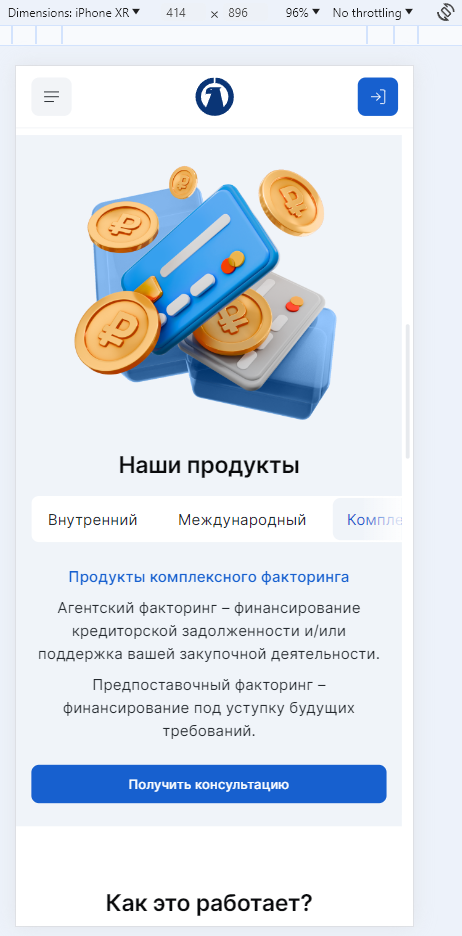 Dimensions: iPhone XR 414 × 896 96% No throttling
Наши продукты
Внутренний Международный Компле
Продукты комплексного факторинга
Агентский факторинг – финансирование
кредиторской задолженности и/или
поддержка вашей закупочной деятельности.
Предпоставочный факторинг –
финансирование под уступку будущих
требований.
Получить консультацию
Как это работает?